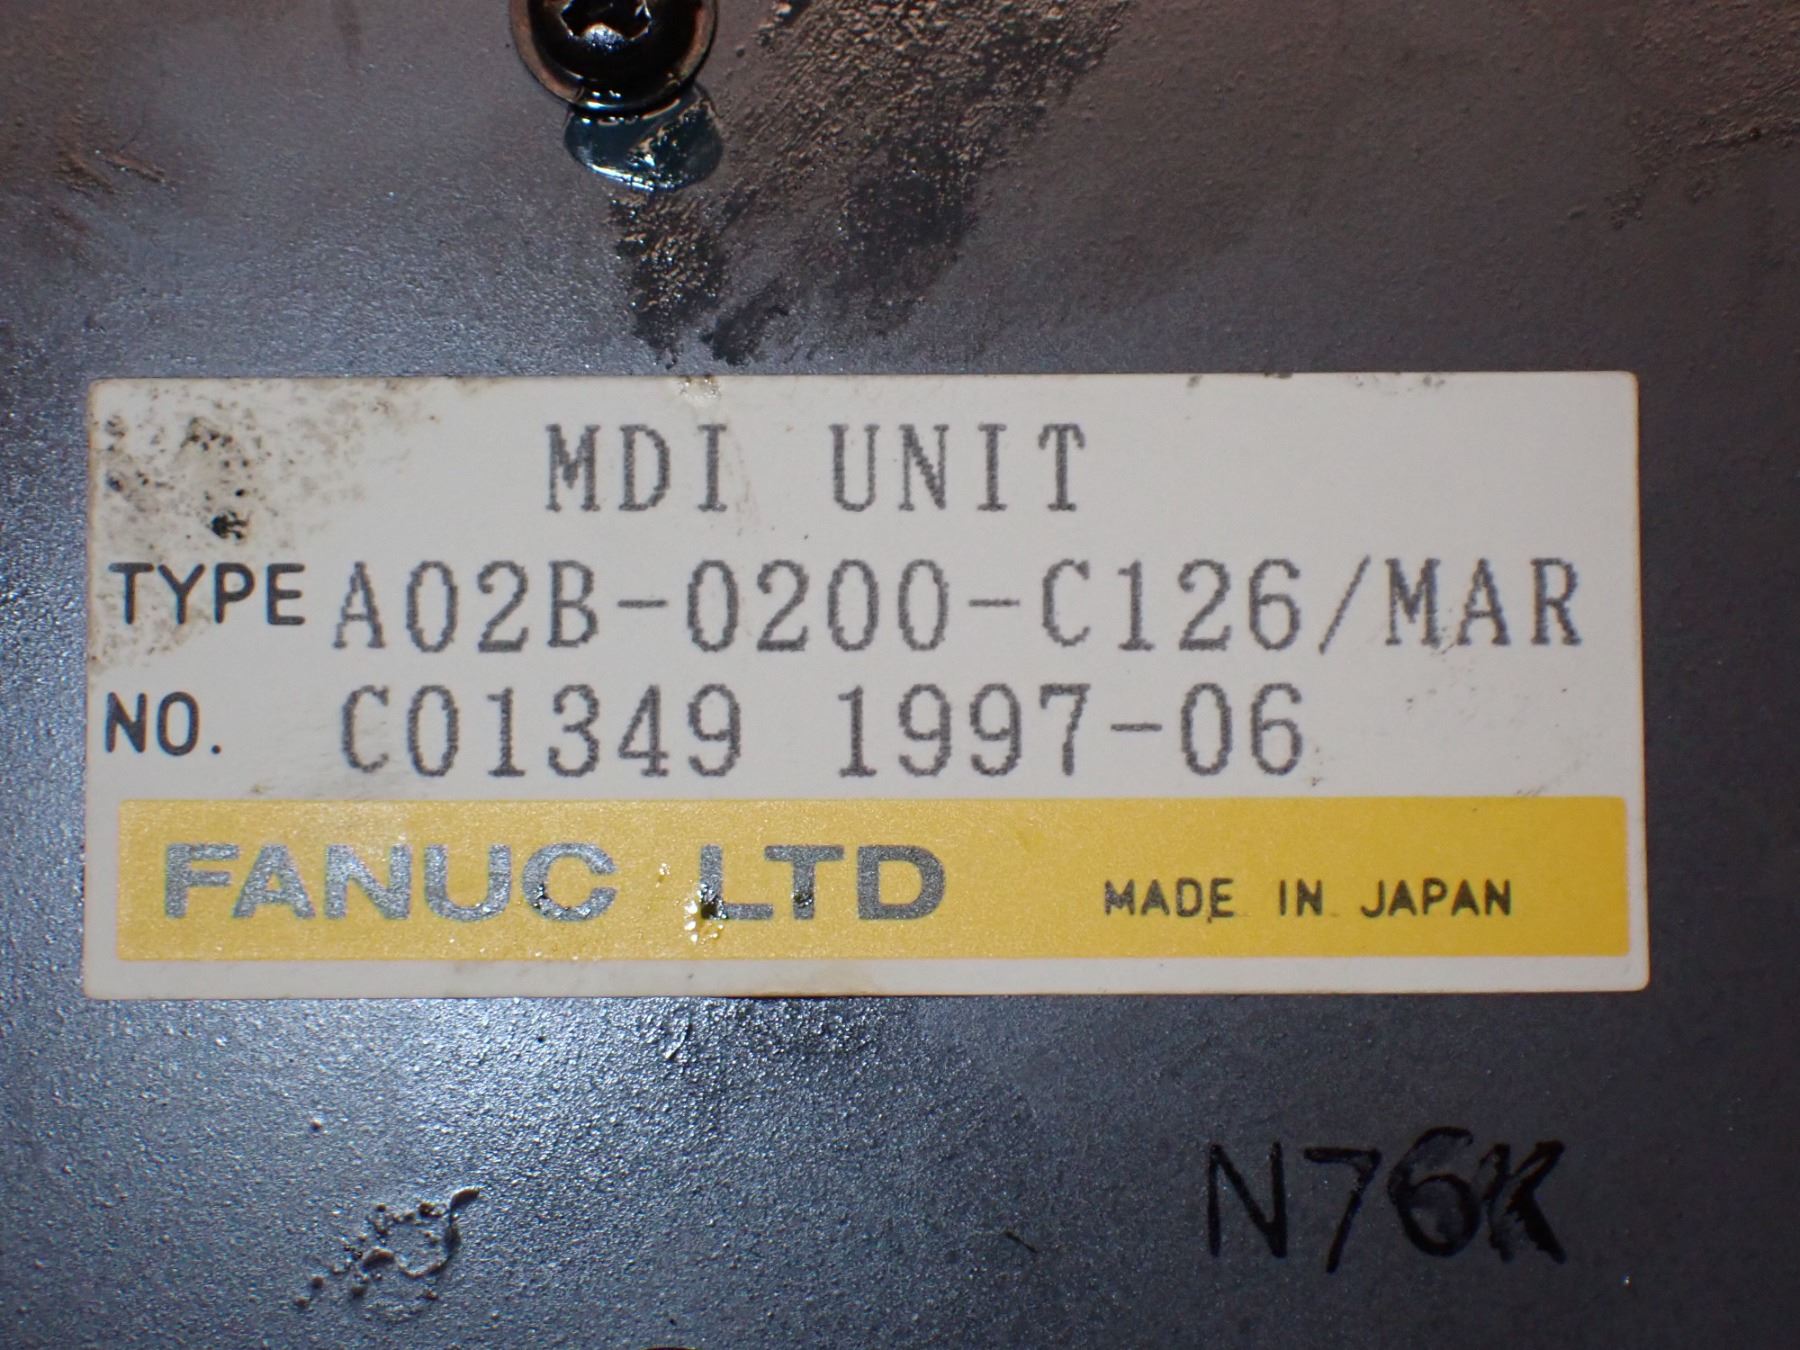 MDI UNIT
TYPE A02B-0200-C126/MAR
NO. C01349 1997-06
FANUC LTD MADE IN JAPAN
N76K